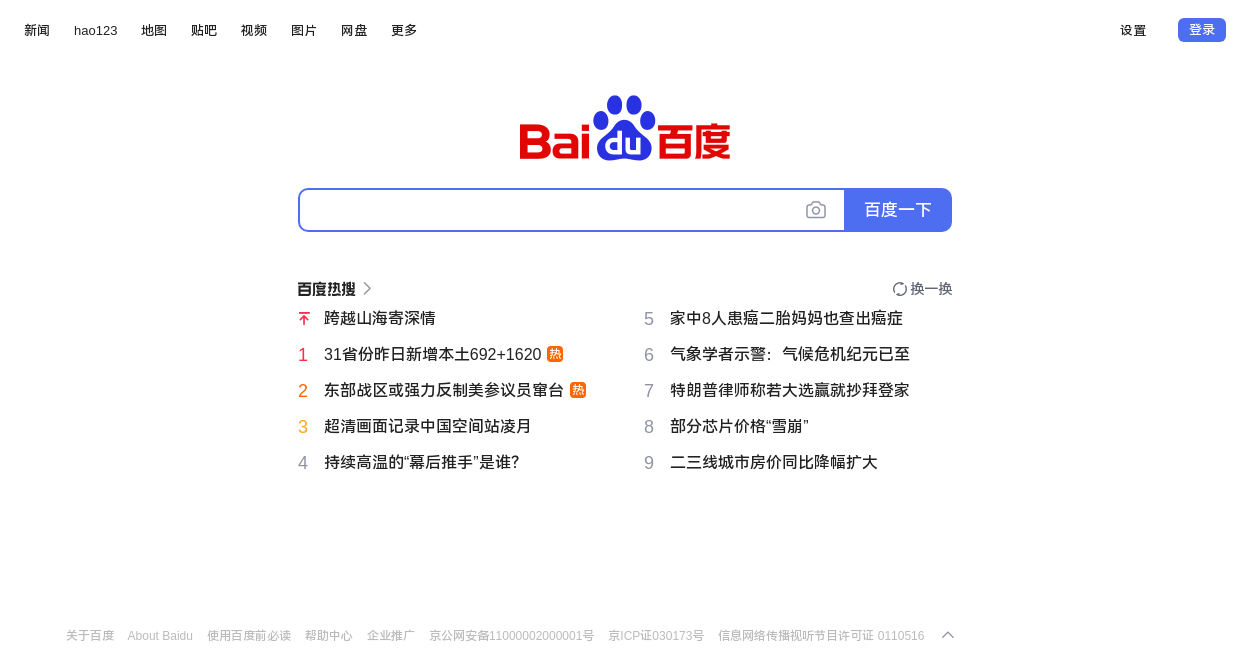 新闻 hao123 地图 贴吧 视频 图片 网盘 更多 设置 登录
Bai du 百度
百度一下
百度热搜 换一换
跨越山海寄深情
1 31省份昨日新增本土692+1620 热
2 东部战区或强力反制美参议员窜台 热
3 超清画面记录中国空间站凌月
4 持续高温的“幕后推手”是谁?
5 家中8人患癌二胎妈妈也查出癌症
6 气象学者示警：气候危机纪元已至
7 特朗普律师称若大选赢就抄拜登家
8 部分芯片价格“雪崩”
9 二三线城市房价同比降幅扩大
关于百度 About Baidu 使用百度前必读 帮助中心 企业推广 京公网安备11000002000001号 京ICP证030173号 信息网络传播视听节目许可证 0110516